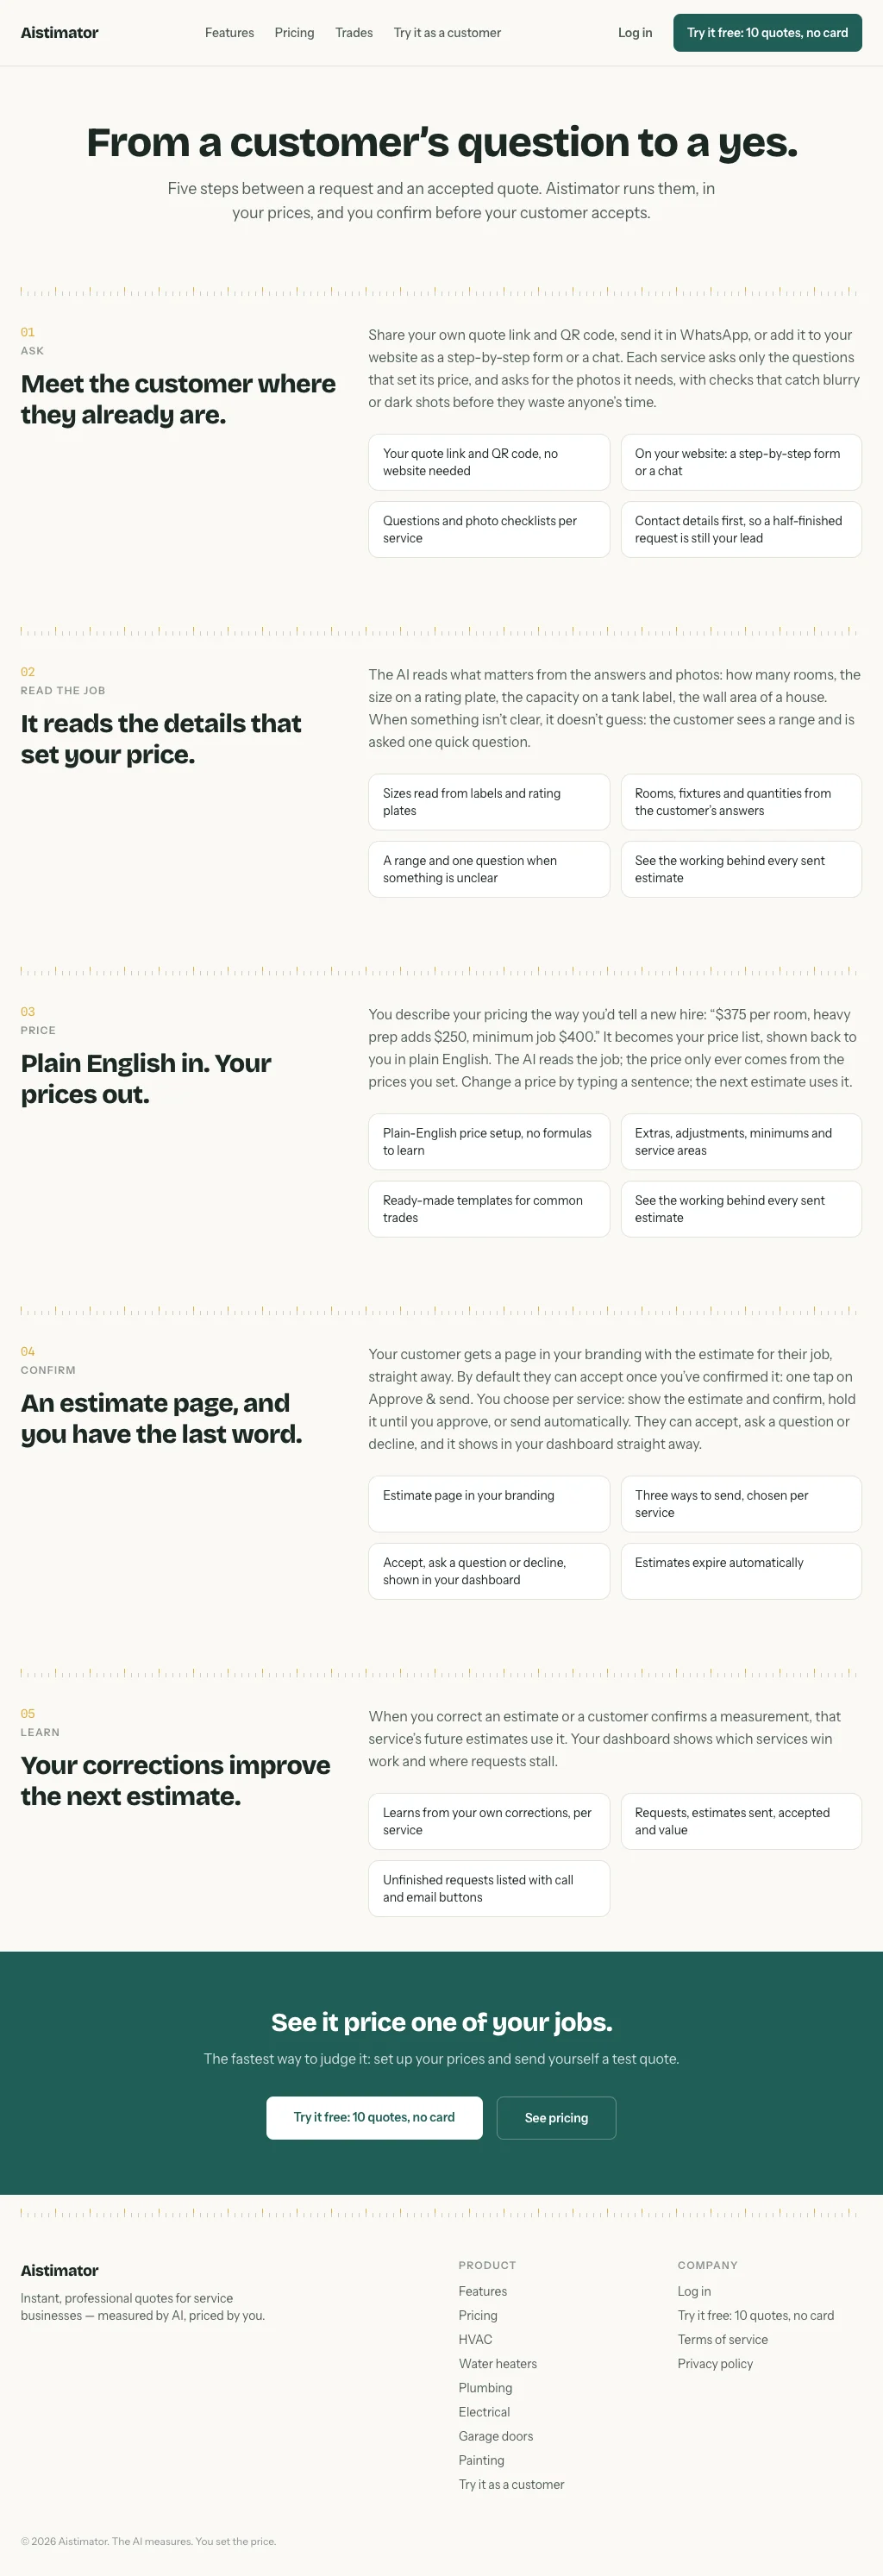 Aistimator
Features
Pricing
Trades
Try it as a customer
Log in
Try it free: 10 quotes, no card
From a customer’s question to a yes.
Five steps between a request and an accepted quote. Aistimator runs them, in
your prices, and you confirm before your customer accepts.
01
ASK
Meet the customer where
they already are.
Share your own quote link and QR code, send it in WhatsApp, or add it to your
website as a step-by-step form or a chat. Each service asks only the questions
that set its price, and asks for the photos it needs, with checks that catch blurry
or dark shots before they waste anyone’s time.
Your quote link and QR code, no
website needed
On your website: a step-by-step form
or a chat
Questions and photo checklists per
service
Contact details first, so a half-finished
request is still your lead
02
READ THE JOB
It reads the details that
set your price.
The AI reads what matters from the answers and photos: how many rooms, the
size on a rating plate, the capacity on a tank label, the wall area of a house.
When something isn’t clear, it doesn’t guess: the customer sees a range and is
asked one quick question.
Sizes read from labels and rating
plates
Rooms, fixtures and quantities from
the customer’s answers
A range and one question when
something is unclear
See the working behind every sent
estimate
03
PRICE
Plain English in. Your
prices out.
You describe your pricing the way you’d tell a new hire: “$375 per room, heavy
prep adds $250, minimum job $400.” It becomes your price list, shown back to
you in plain English. The AI reads the job; the price only ever comes from the
prices you set. Change a price by typing a sentence; the next estimate uses it.
Plain-English price setup, no formulas
to learn
Extras, adjustments, minimums and
service areas
Ready-made templates for common
trades
See the working behind every sent
estimate
04
CONFIRM
An estimate page, and
you have the last word.
Your customer gets a page in your branding with the estimate for their job,
straight away. By default they can accept once you’ve confirmed it: one tap on
Approve & send. You choose per service: show the estimate and confirm, hold
it until you approve, or send automatically. They can accept, ask a question or
decline, and it shows in your dashboard straight away.
Estimate page in your branding
Three ways to send, chosen per
service
Accept, ask a question or decline,
shown in your dashboard
Estimates expire automatically
05
LEARN
Your corrections improve
the next estimate.
When you correct an estimate or a customer confirms a measurement, that
service’s future estimates use it. Your dashboard shows which services win
work and where requests stall.
Learns from your own corrections, per
service
Requests, estimates sent, accepted
and value
Unfinished requests listed with call
and email buttons
See it price one of your jobs.
The fastest way to judge it: set up your prices and send yourself a test quote.
Try it free: 10 quotes, no card
See pricing
Aistimator
Instant, professional quotes for service
businesses — measured by AI, priced by you.
PRODUCT
Features
Pricing
HVAC
Water heaters
Plumbing
Electrical
Garage doors
Painting
Try it as a customer
COMPANY
Log in
Try it free: 10 quotes, no card
Terms of service
Privacy policy
© 2026 Aistimator. The AI measures. You set the price.